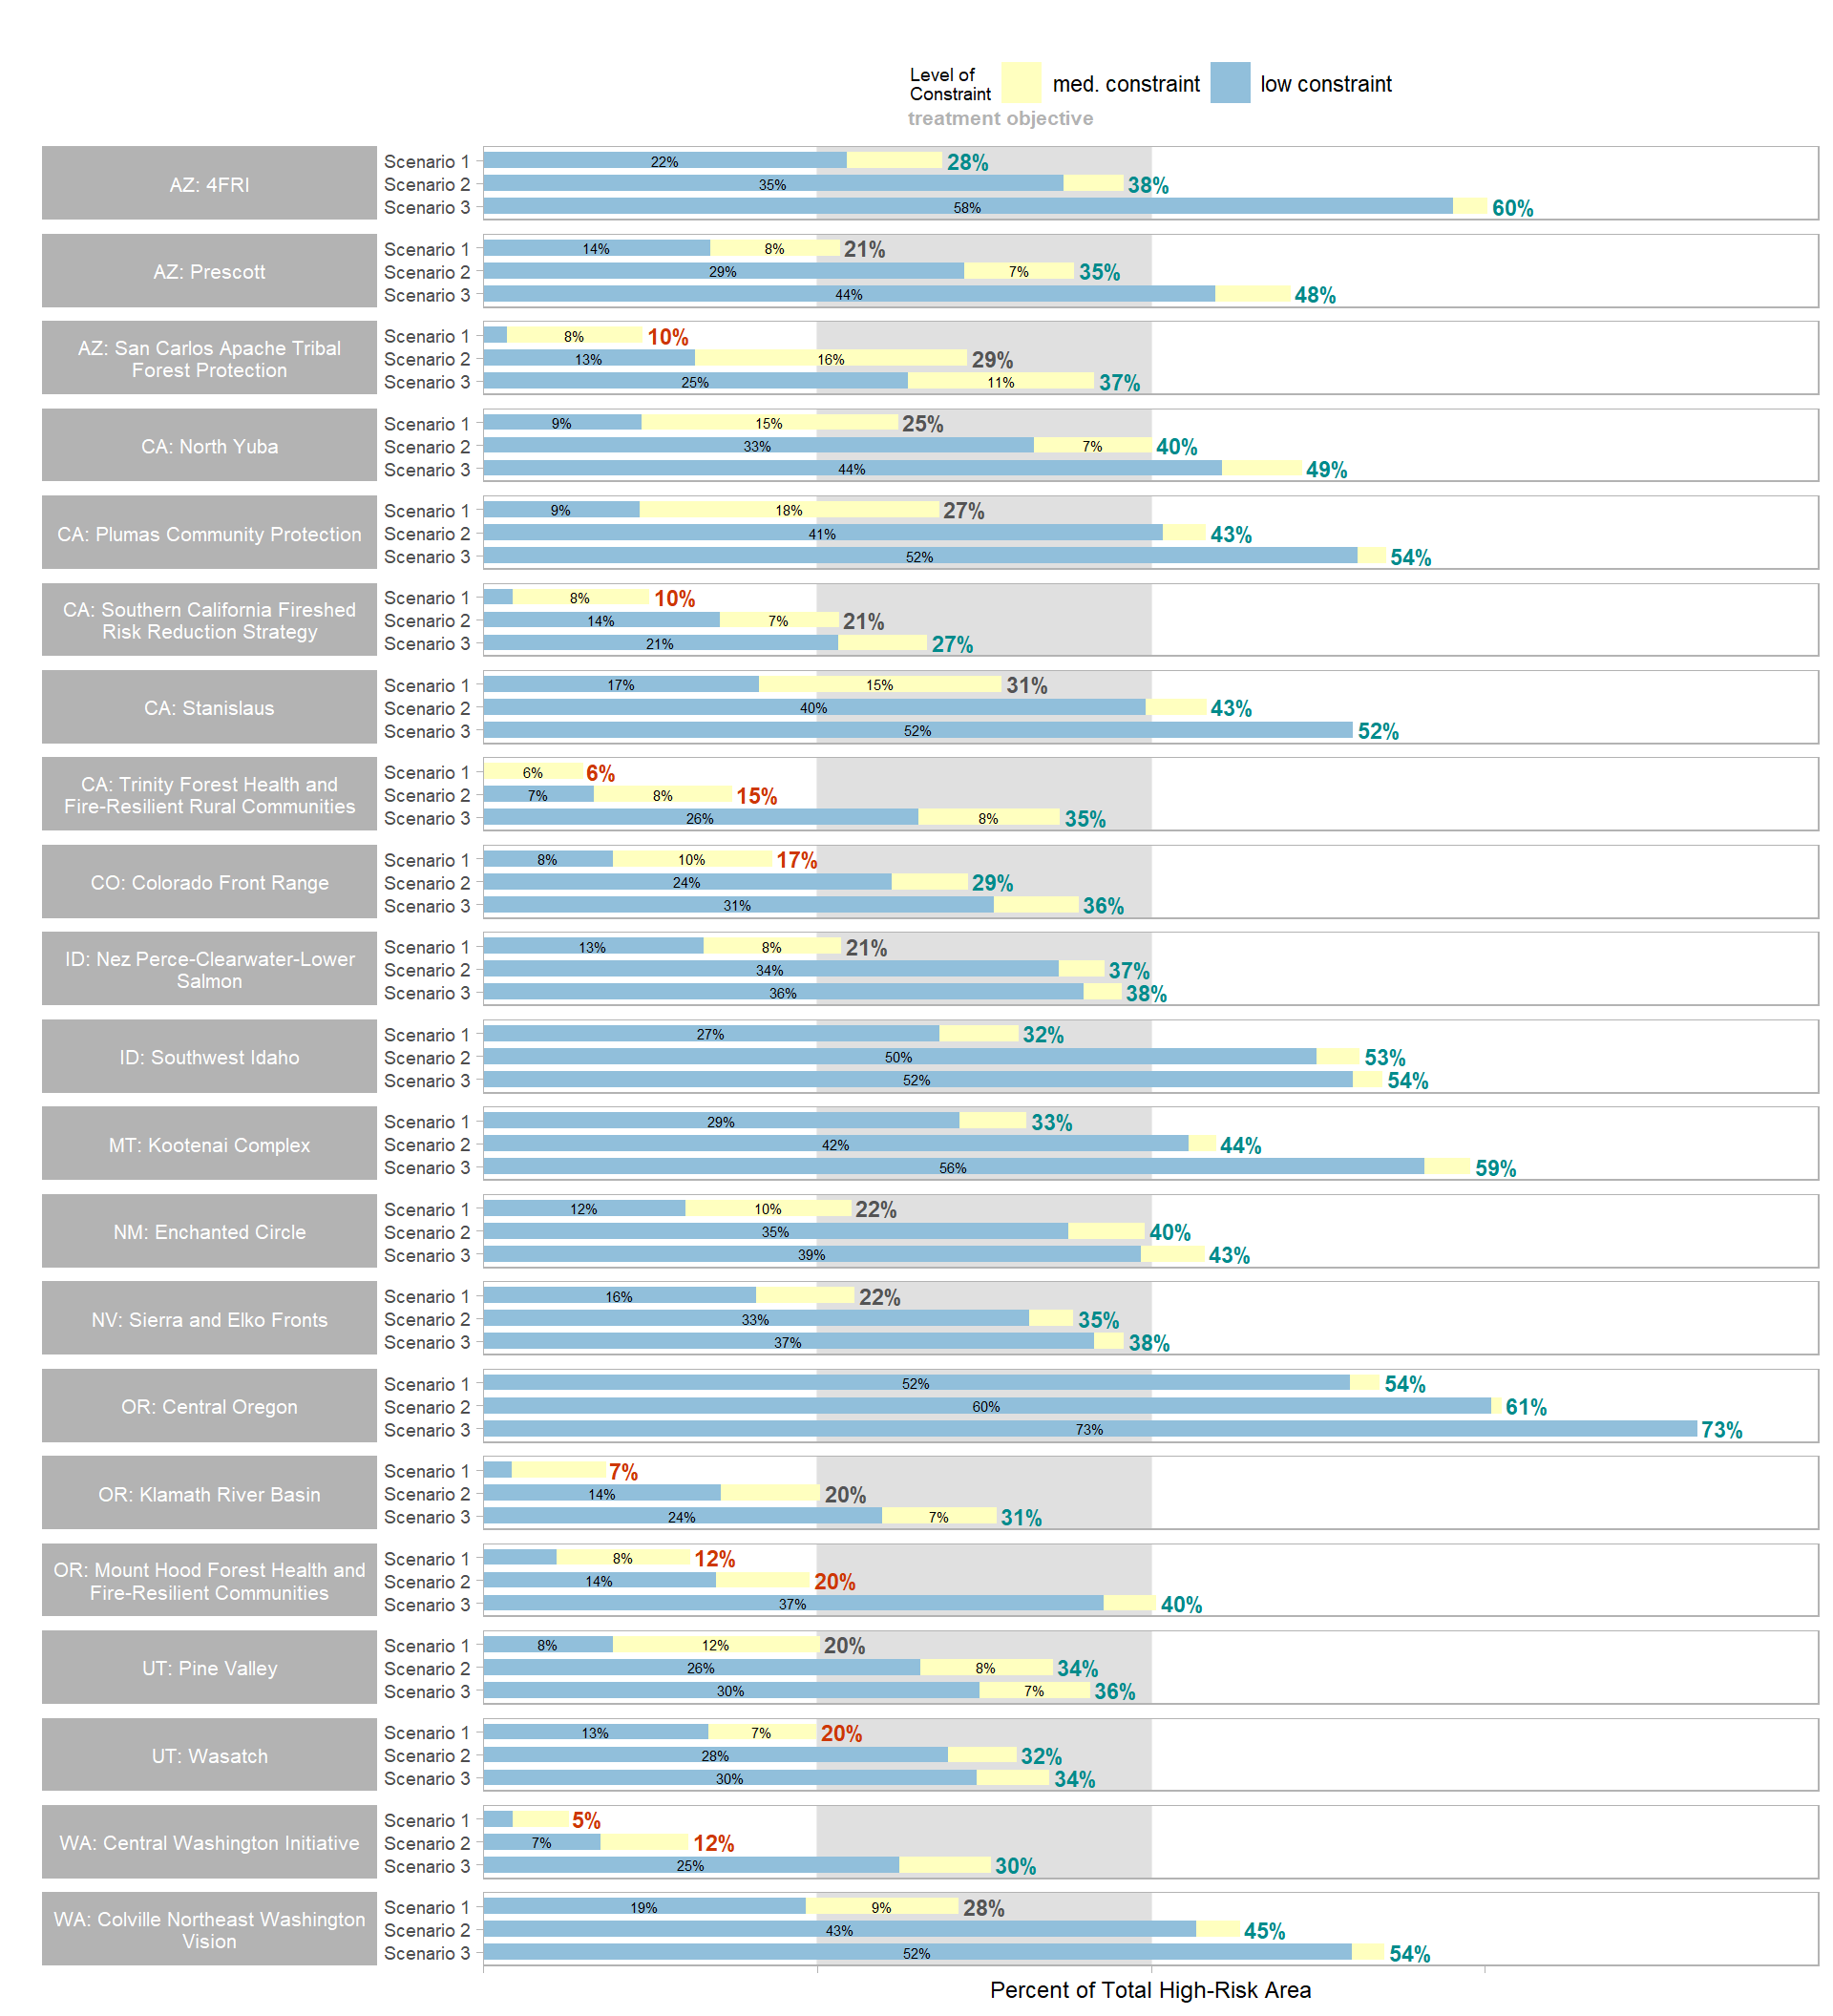 Level of
Constraint
med. constraint
low constraint
treatment objective
AZ: 4FRI
Scenario 1
22%
28%
Scenario 2
35%
38%
Scenario 3
58%
60%
AZ: Prescott
Scenario 1
14%
8%
21%
Scenario 2
29%
7%
35%
Scenario 3
44%
48%
AZ: San Carlos Apache Tribal
Forest Protection
Scenario 1
8%
10%
Scenario 2
13%
16%
29%
Scenario 3
25%
11%
37%
CA: North Yuba
Scenario 1
9%
15%
25%
Scenario 2
33%
7%
40%
Scenario 3
44%
49%
CA: Plumas Community Protection
Scenario 1
9%
18%
27%
Scenario 2
41%
43%
Scenario 3
52%
54%
CA: Southern California Fireshed
Risk Reduction Strategy
Scenario 1
8%
10%
Scenario 2
14%
7%
21%
Scenario 3
21%
27%
CA: Stanislaus
Scenario 1
17%
15%
31%
Scenario 2
40%
43%
Scenario 3
52%
52%
CA: Trinity Forest Health and
Fire-Resilient Rural Communities
Scenario 1
6%
6%
Scenario 2
7%
8%
15%
Scenario 3
26%
8%
35%
CO: Colorado Front Range
Scenario 1
8%
10%
17%
Scenario 2
24%
29%
Scenario 3
31%
36%
ID: Nez Perce-Clearwater-Lower
Salmon
Scenario 1
13%
8%
21%
Scenario 2
34%
37%
Scenario 3
36%
38%
ID: Southwest Idaho
Scenario 1
27%
32%
Scenario 2
50%
53%
Scenario 3
52%
54%
MT: Kootenai Complex
Scenario 1
29%
33%
Scenario 2
42%
44%
Scenario 3
56%
59%
NM: Enchanted Circle
Scenario 1
12%
10%
22%
Scenario 2
35%
40%
Scenario 3
39%
43%
NV: Sierra and Elko Fronts
Scenario 1
16%
22%
Scenario 2
33%
35%
Scenario 3
37%
38%
OR: Central Oregon
Scenario 1
52%
54%
Scenario 2
60%
61%
Scenario 3
73%
73%
OR: Klamath River Basin
Scenario 1
7%
Scenario 2
14%
20%
Scenario 3
24%
7%
31%
OR: Mount Hood Forest Health and
Fire-Resilient Communities
Scenario 1
8%
12%
Scenario 2
14%
20%
Scenario 3
37%
40%
UT: Pine Valley
Scenario 1
8%
12%
20%
Scenario 2
26%
8%
34%
Scenario 3
30%
7%
36%
UT: Wasatch
Scenario 1
13%
7%
20%
Scenario 2
28%
32%
Scenario 3
30%
34%
WA: Central Washington Initiative
Scenario 1
5%
Scenario 2
7%
12%
Scenario 3
25%
30%
WA: Colville Northeast Washington
Vision
Scenario 1
19%
9%
28%
Scenario 2
43%
45%
Scenario 3
52%
54%
Percent of Total High-Risk Area